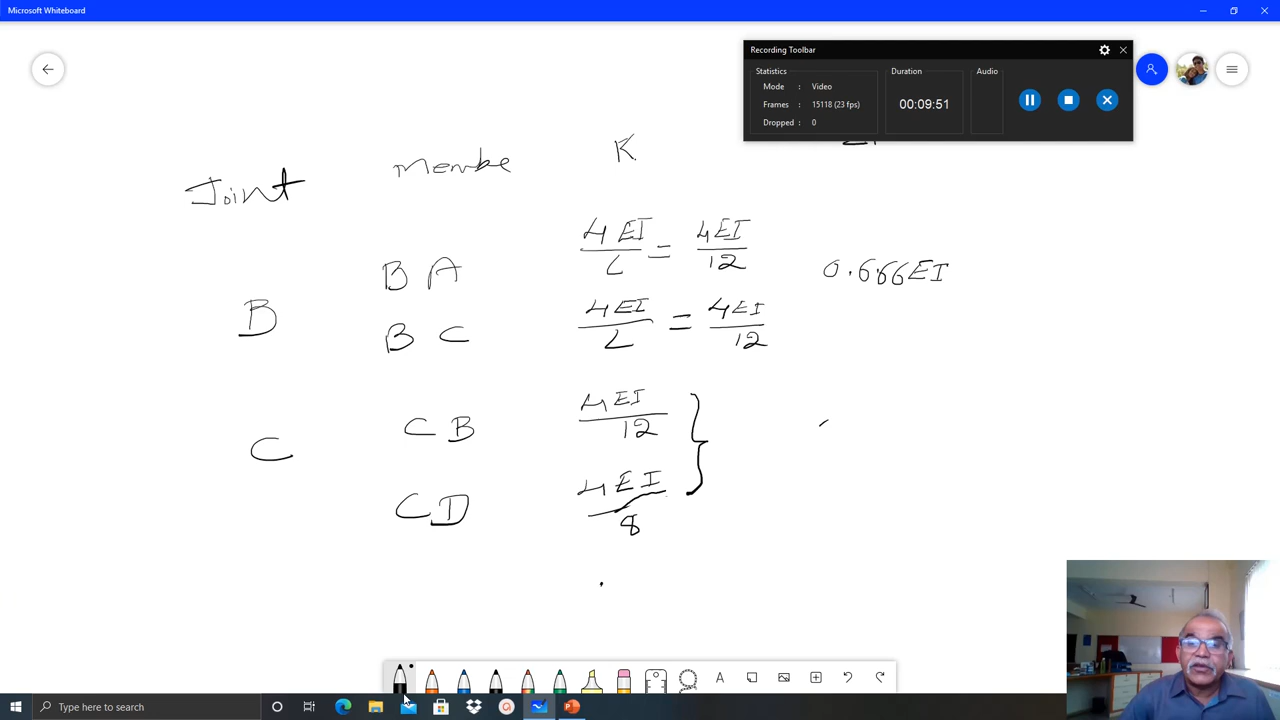 Microsoft Whiteboard
Recording Toolbar
Statistics
Duration
Audio
Mode : Video
Frames : 15118 (23 fps)
Dropped : 0
00:09:51
Joint Membe K
B
B A 4EI/L = 4EI/12 0.666EI
B C 4EI/L = 4EI/12
C
C B 4EI/12
C D 4EI/8
Type here to search